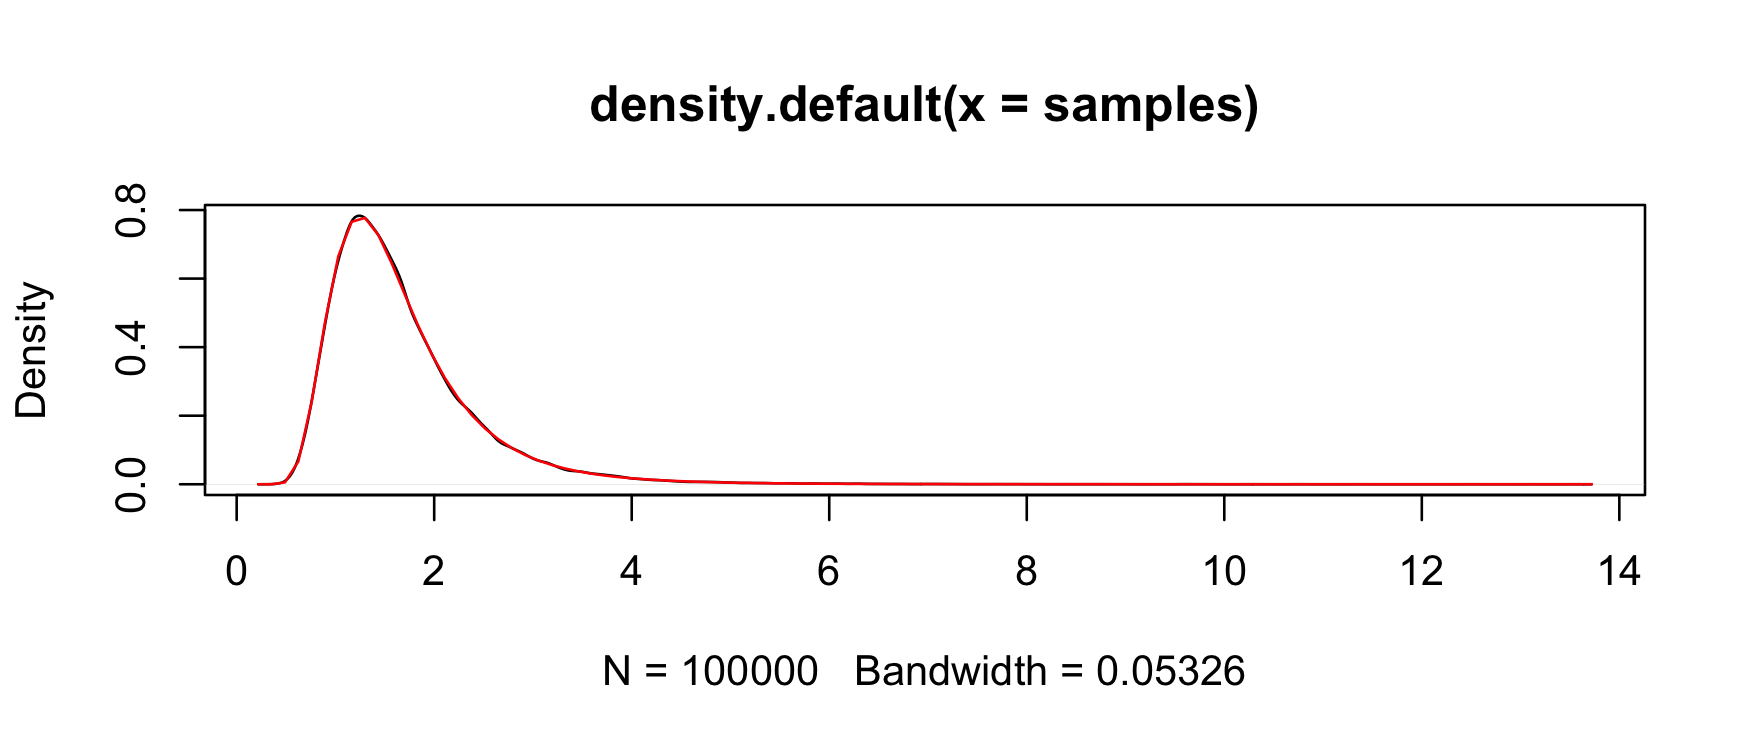 density.default(x = samples)
Density
0.8
0.4
0.0
0 2 4 6 8 10 12 14
N = 100000 Bandwidth = 0.05326